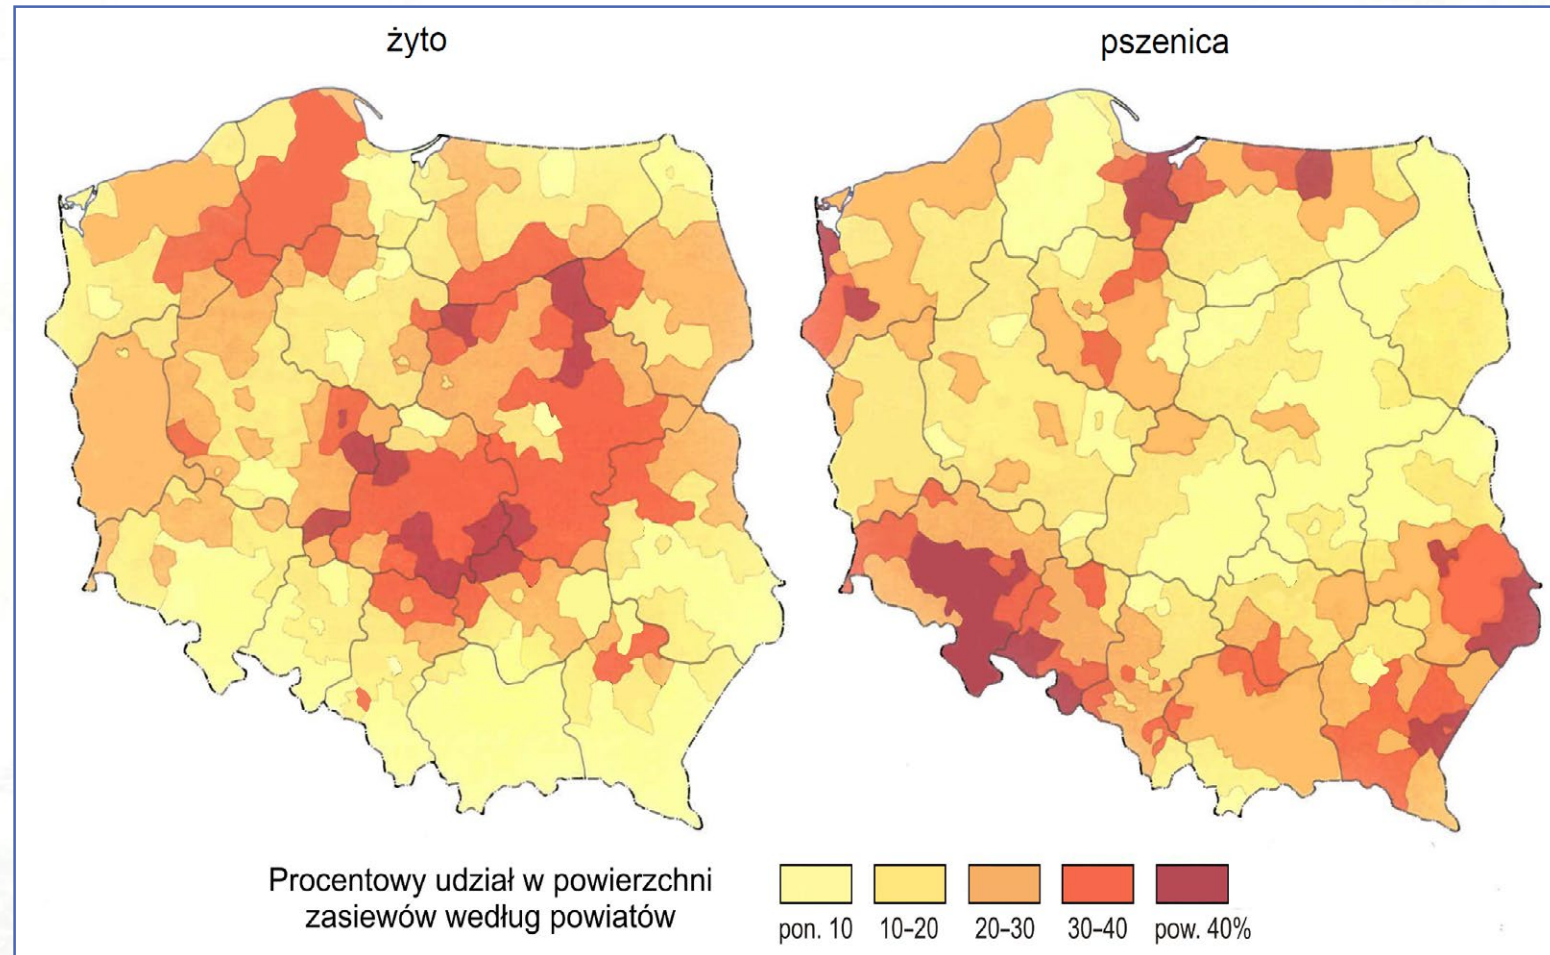 żyto
pszenica
Procentowy udział w powierzchni
zasiewów według powiatów
pon. 10
10–20
20–30
30–40
pow. 40%